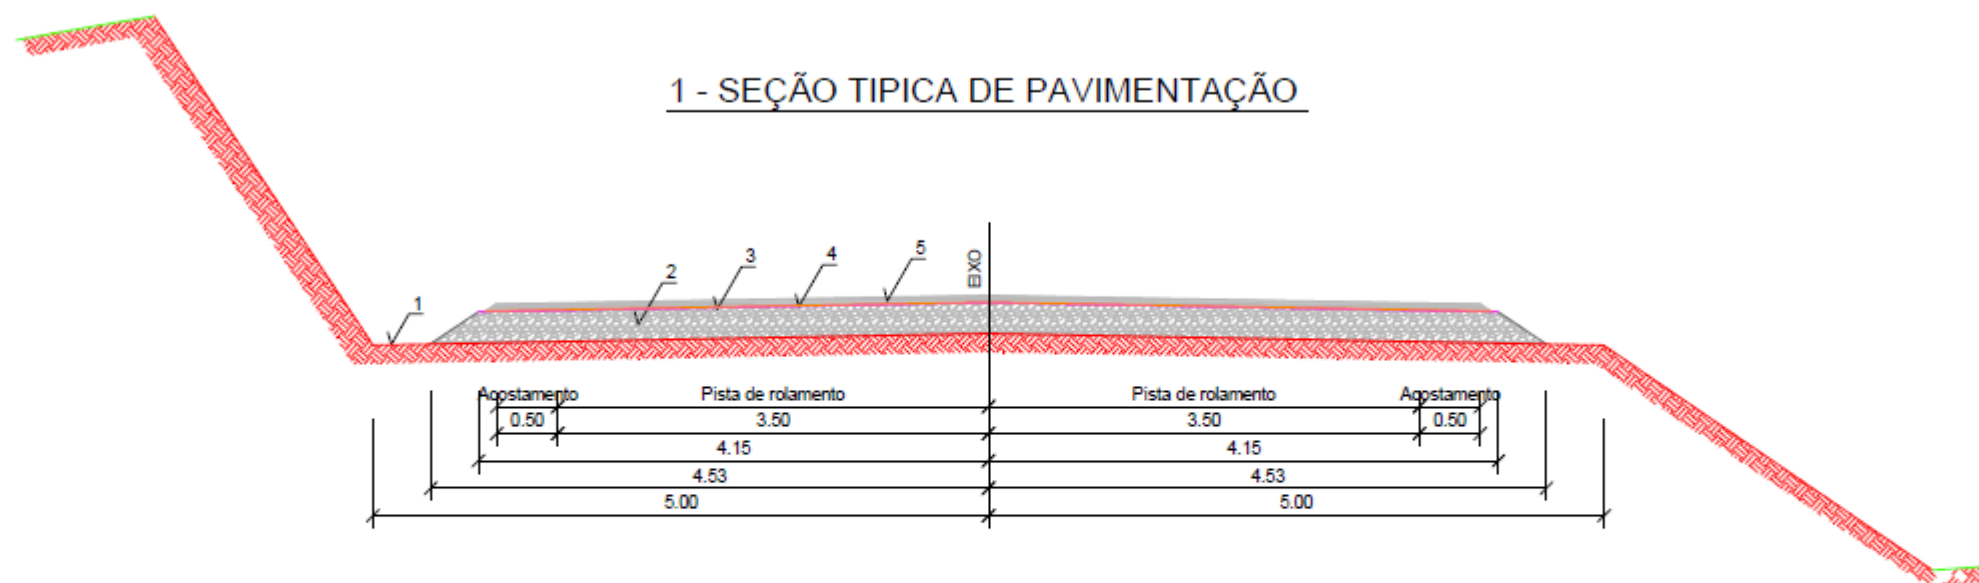 1 - SEÇÃO TIPICA DE PAVIMENTAÇÃO
EIXO
1
2
3
4
5
Acostamento Pista de rolamento Pista de rolamento Acostamento
0.50 3.50 3.50 0.50
4.15 4.15
4.53 4.53
5.00 5.00